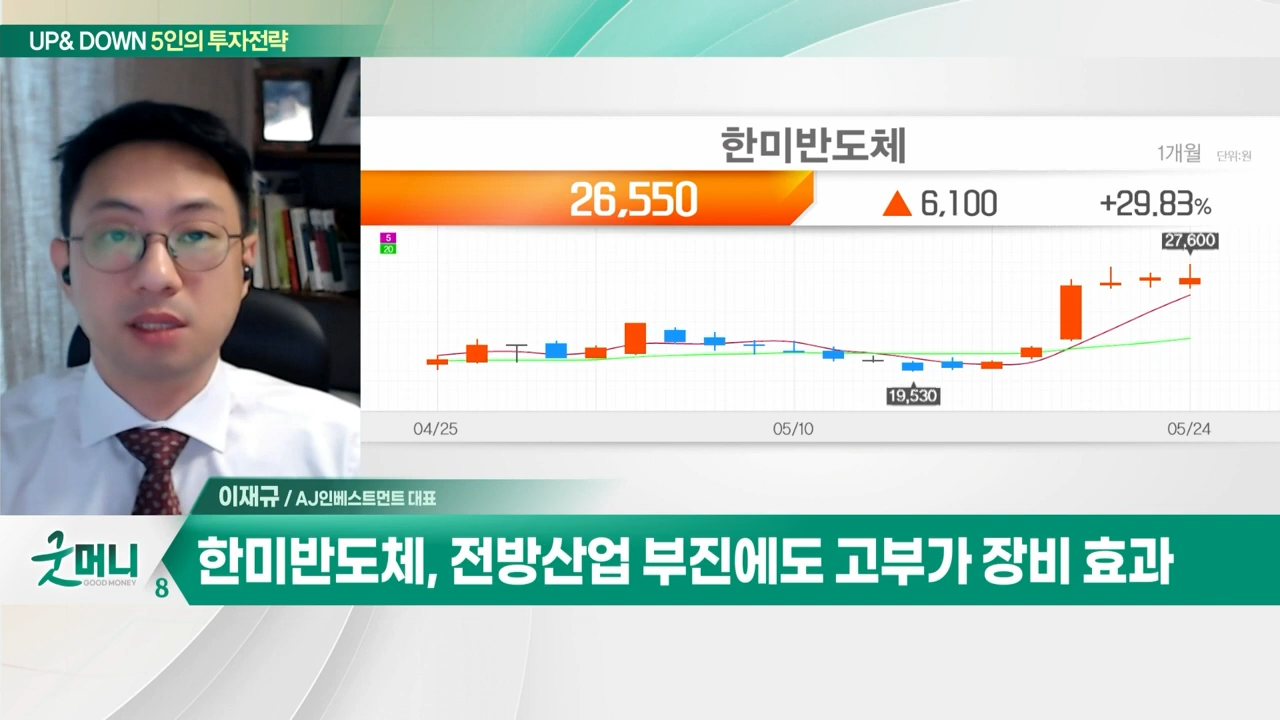 UP& DOWN 5인의 투자전략
한미반도체
1개월 단위:원
26,550 ▲ 6,100 +29.83%
5
20
27,600
19,530
04/25 05/10 05/24
이재규 / AJ인베스트먼트 대표
굿머니
GOOD MONEY
8
한미반도체, 전방산업 부진에도 고부가 장비 효과